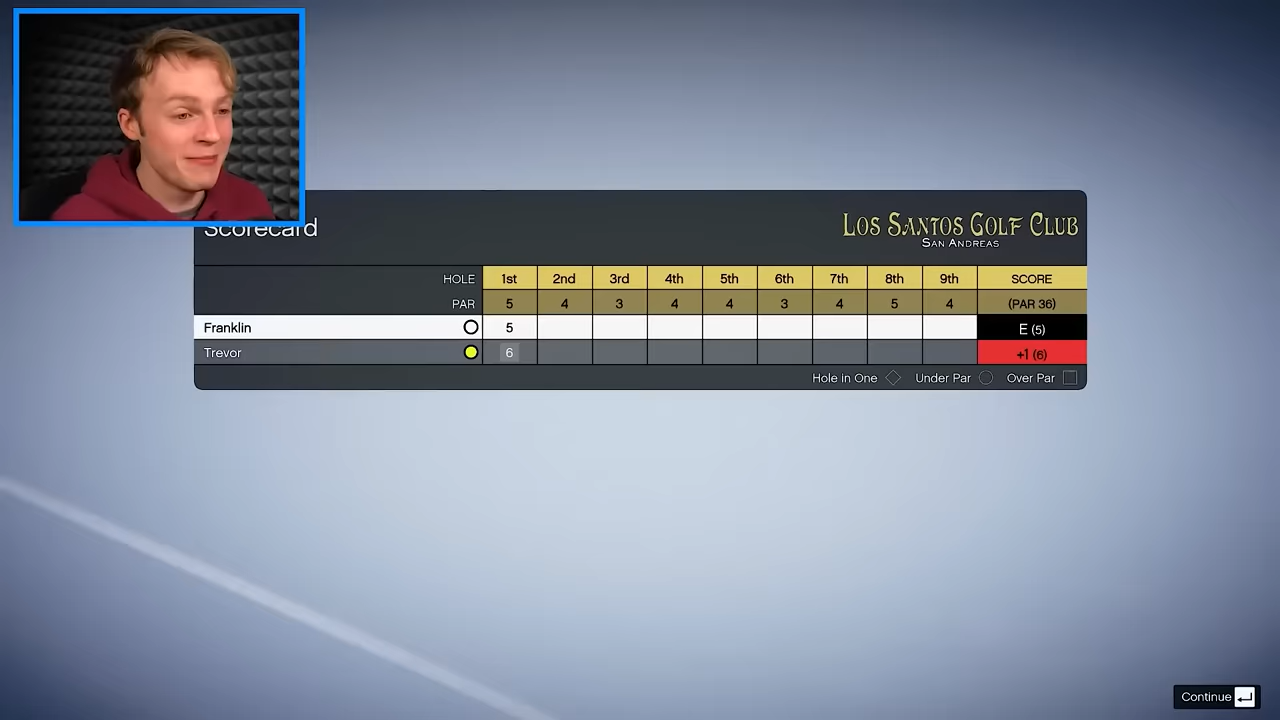 Scorecard
LOS SANTOS GOLF CLUB
SAN ANDREAS
HOLE 1st 2nd 3rd 4th 5th 6th 7th 8th 9th SCORE
PAR 5 4 3 4 4 3 4 5 4 (PAR 36)
Franklin 5 E (5)
Trevor 6 +1 (6)
Hole in One Under Par Over Par
Continue